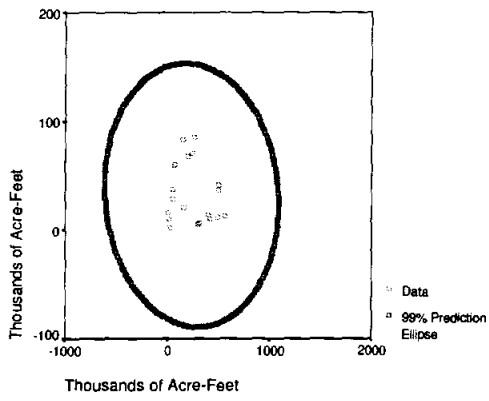 200
100
0
-100
Thousands of Acre-Feet
-1000
0
1000
2000
Thousands of Acre-Feet
Data
99% Prediction
Ellipse